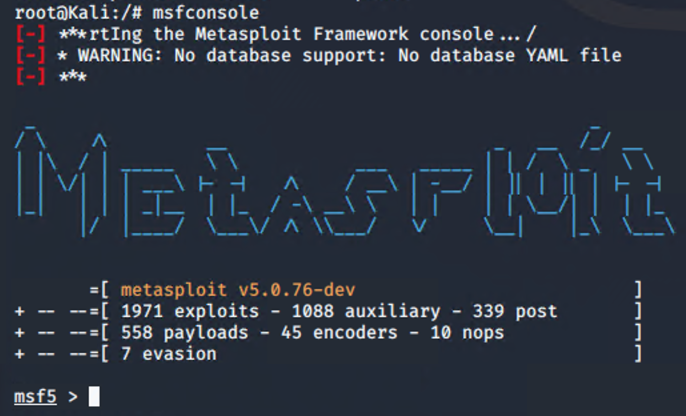 root@Kali:/# msfconsole
[-] ***rtIng the Metasploit Framework console.../
[-] * WARNING: No database support: No database YAML file
[-] ***
METASPLOIT
=[ metasploit v5.0.76-dev ]
+ -- --=[ 1971 exploits - 1088 auxiliary - 339 post ]
+ -- --=[ 558 payloads - 45 encoders - 10 nops ]
+ -- --=[ 7 evasion ]
msf5 >